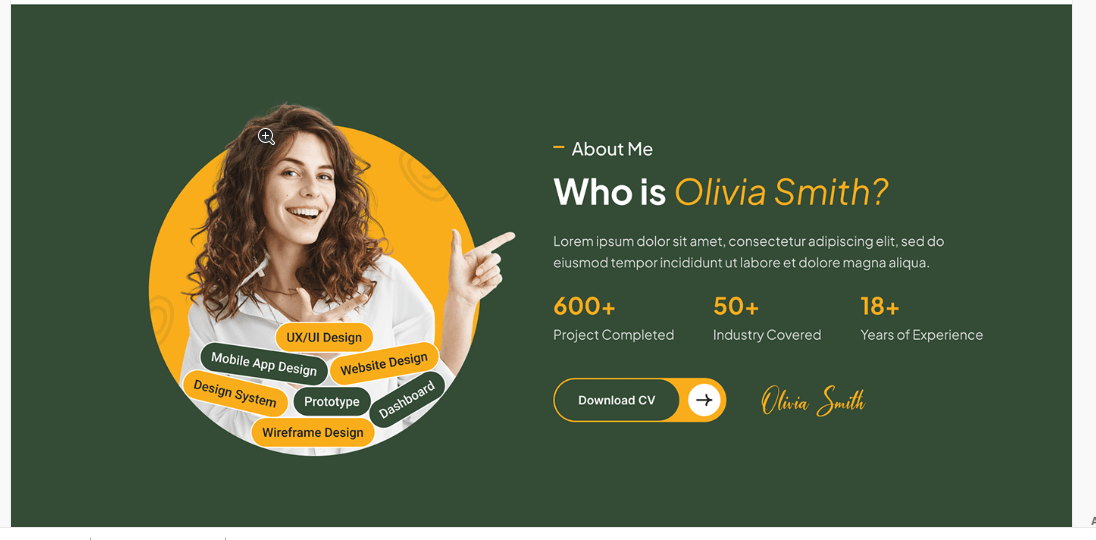 About Me
Who is Olivia Smith?
Lorem ipsum dolor sit amet, consectetur adipiscing elit, sed do
eiusmod tempor incididunt ut labore et dolore magna aliqua.
600+ 50+ 18+
Project Completed Industry Covered Years of Experience
Download CV
Olivia Smith
UX/UI Design
Mobile App Design
Website Design
Design System
Prototype
Dashboard
Wireframe Design